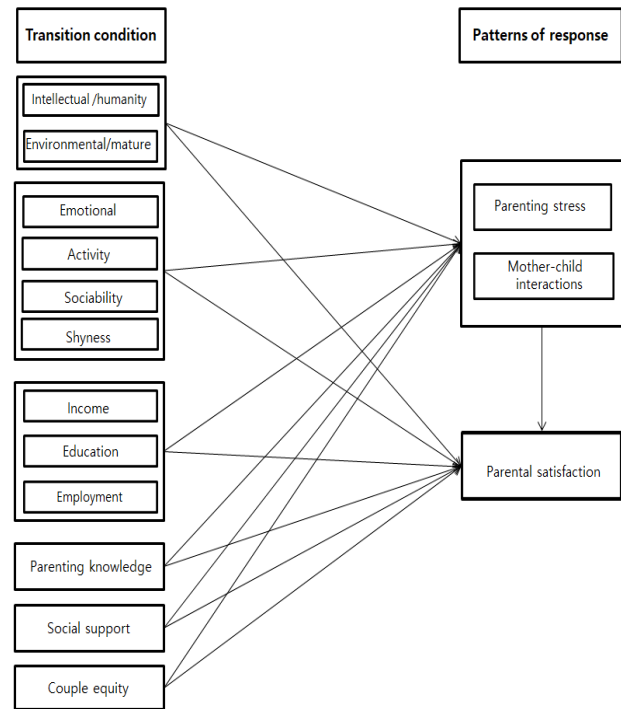 Transition condition
Patterns of response
Intellectual /humanity
Environmental/mature
Emotional
Activity
Sociability
Shyness
Income
Education
Employment
Parenting knowledge
Social support
Couple equity
Parenting stress
Mother-child
interactions
Parental satisfaction